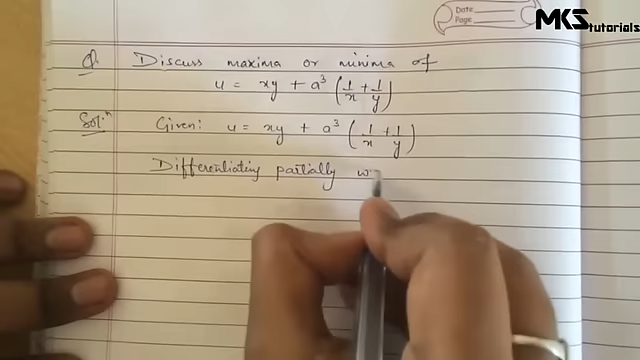 Date
Page
MKS tutorials
Q. Discuss maxima or minima of
u = xy + a³ (1/x + 1/y)
Solⁿ: Given: u = xy + a³ (1/x + 1/y)
Differentiating partially w